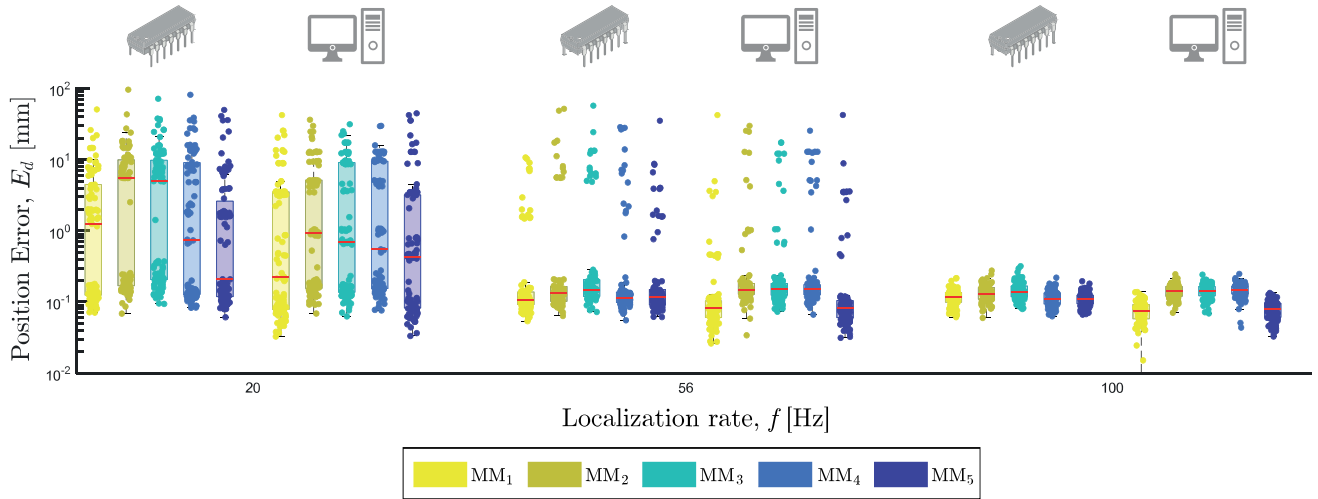 Position Error, E_d [mm]
10^2
10^1
10^0
10^-1
10^-2
20
56
100
Localization rate, f [Hz]
MM_1
MM_2
MM_3
MM_4
MM_5